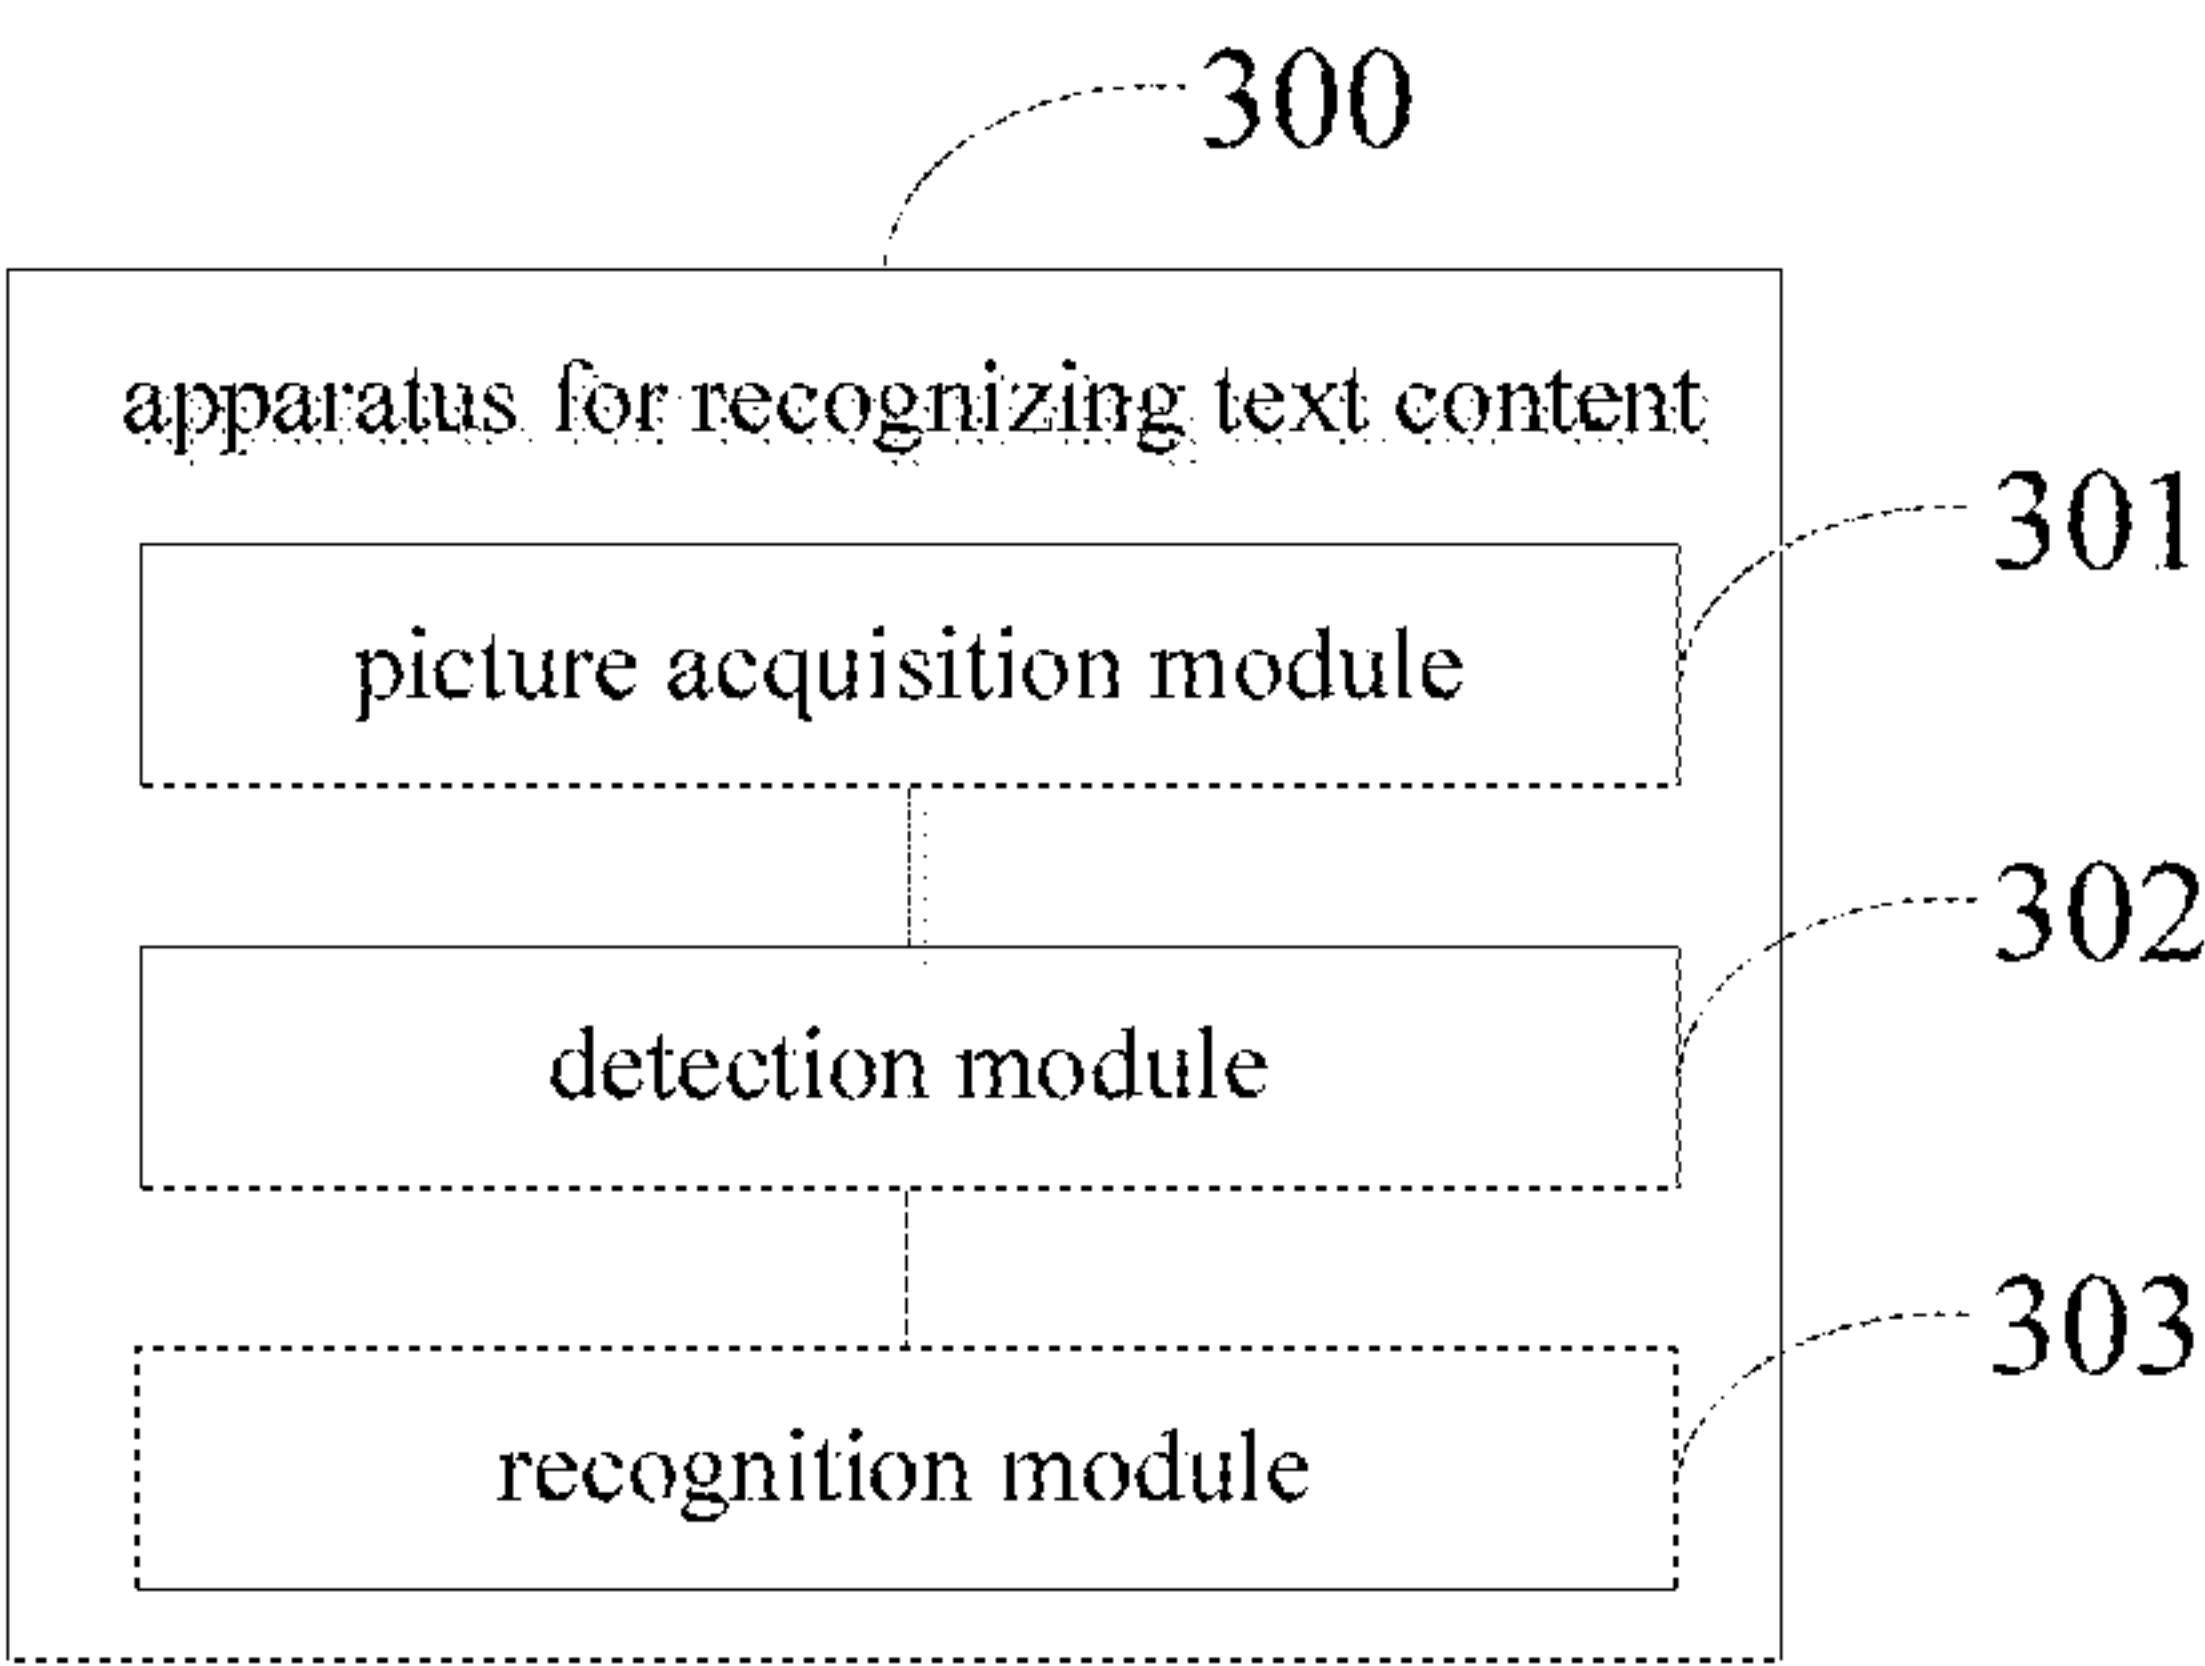 300
apparatus for recognizing text content
301
picture acquisition module
302
detection module
303
recognition module